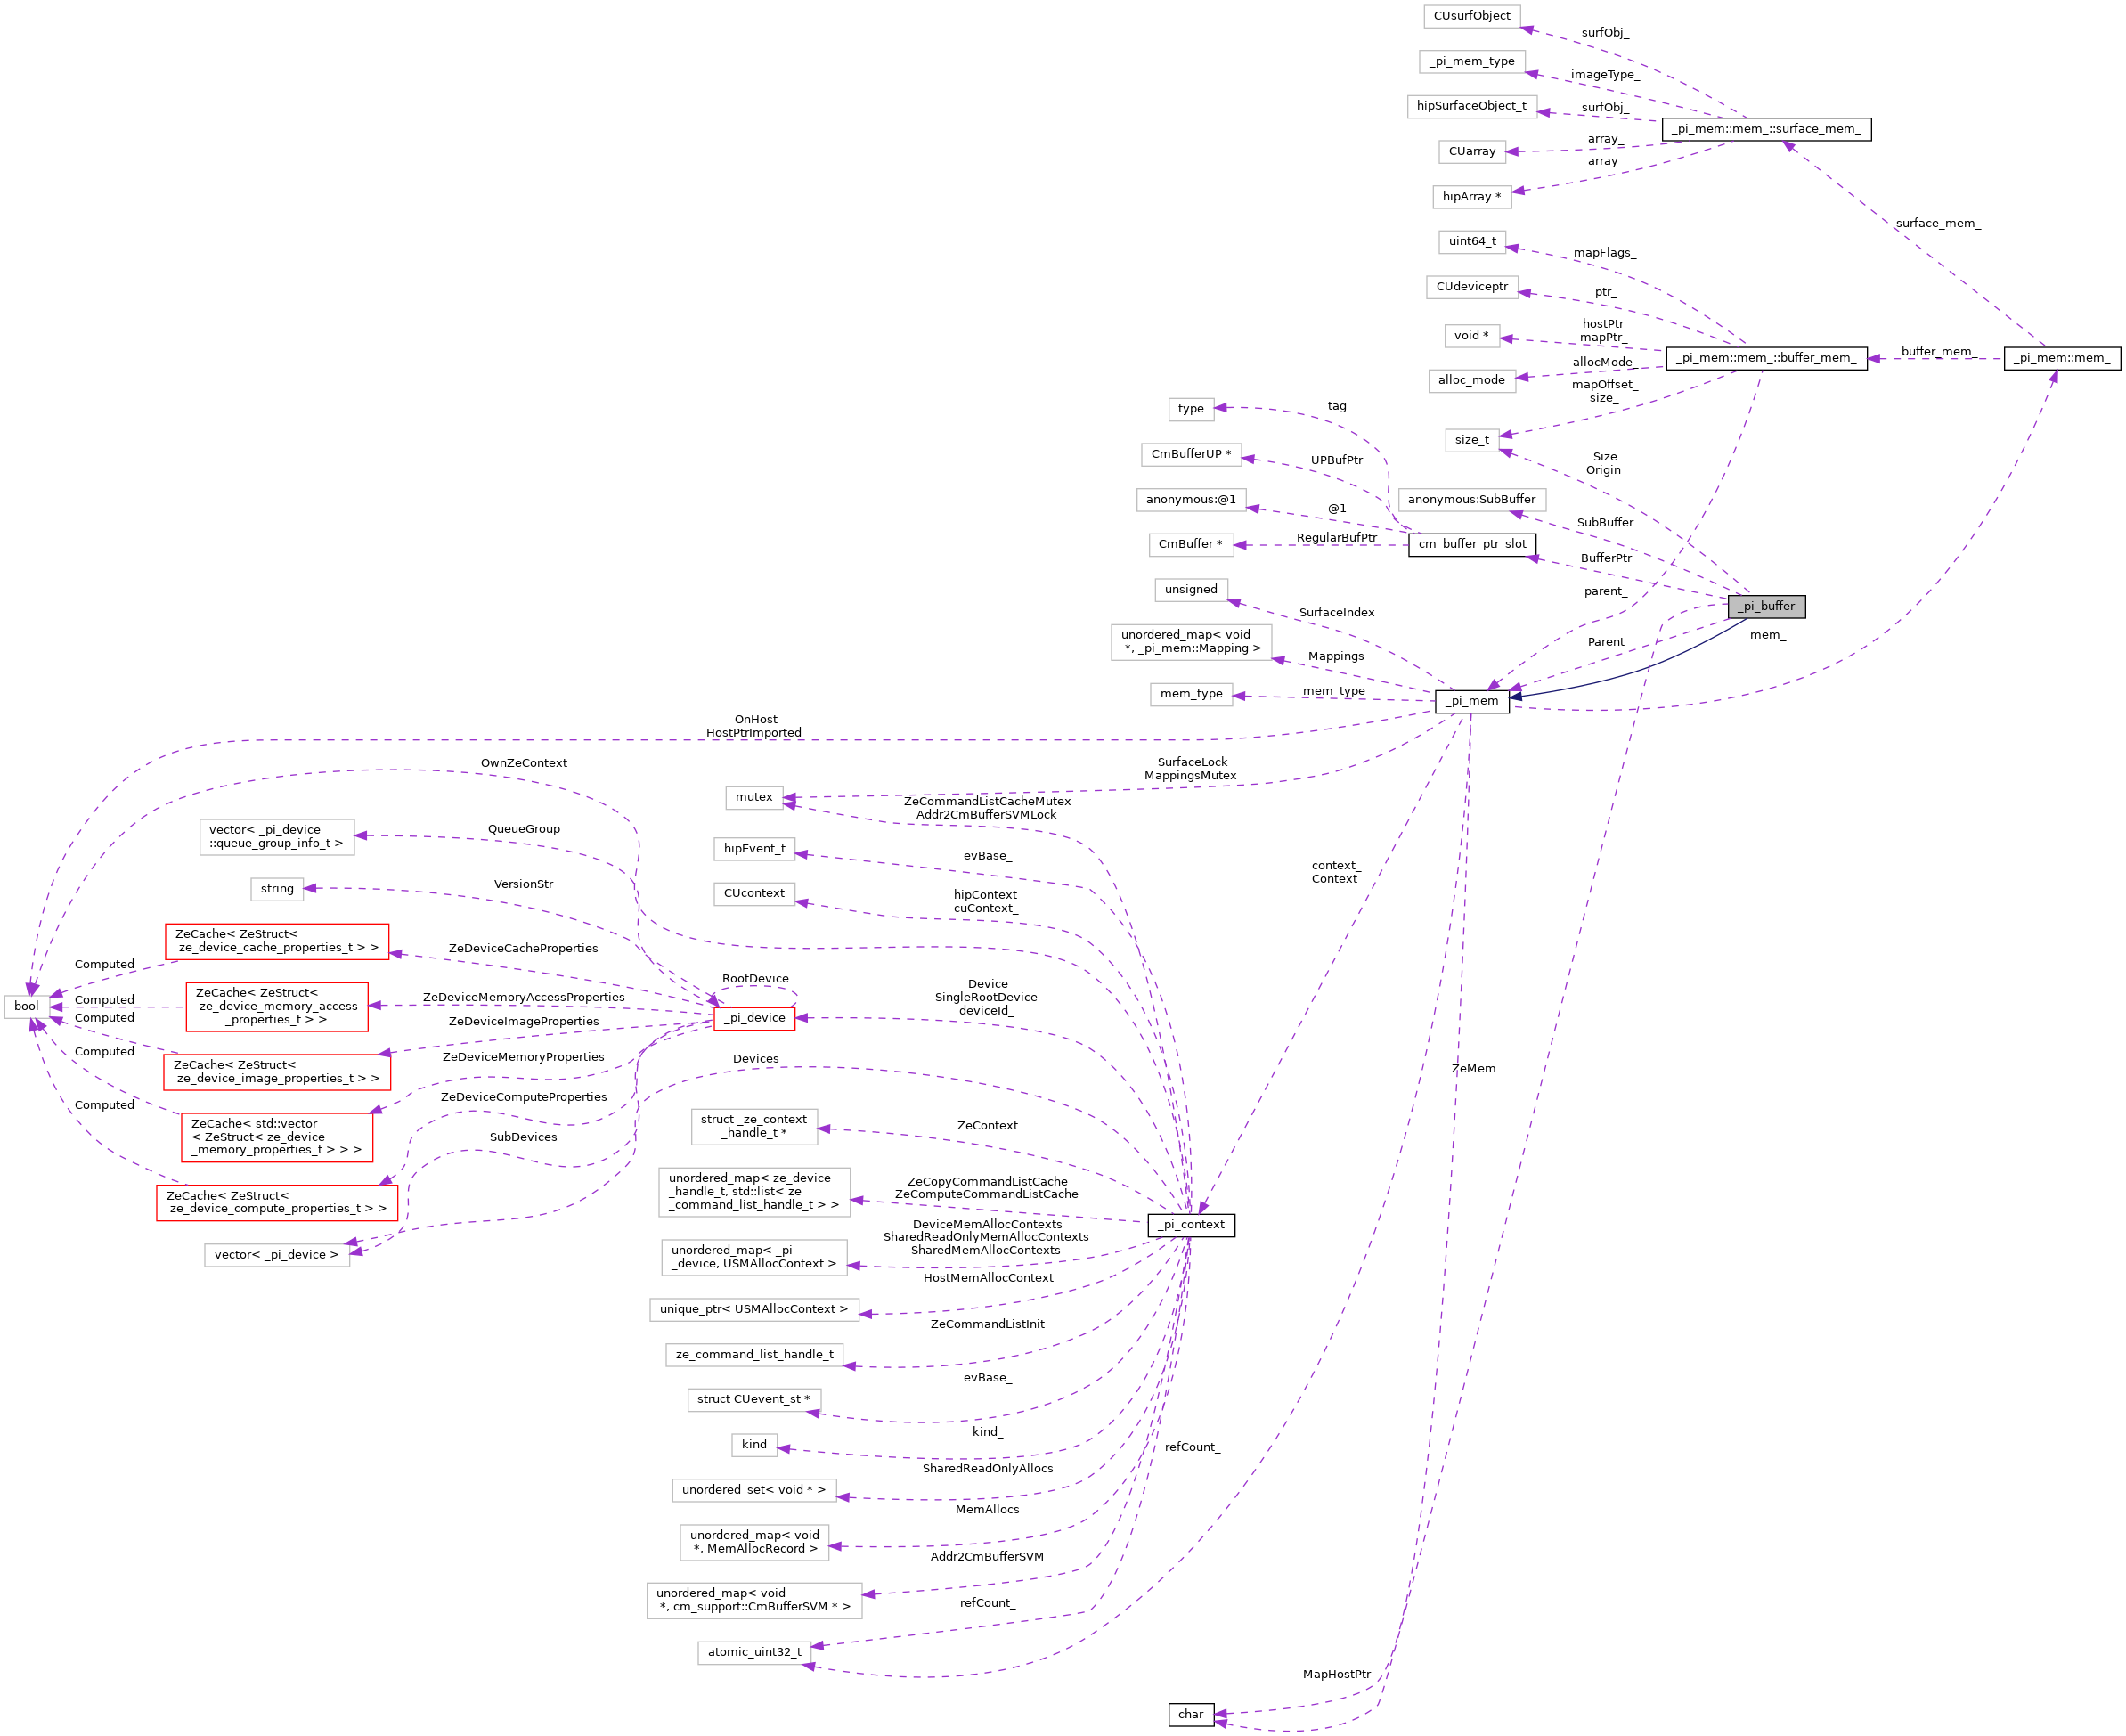 CUsurfObject
surfObj_
_pi_mem_type
imageType_
hipSurfaceObject_t
surfObj_
_pi_mem::mem_::surface_mem_
CUarray
array_
array_
hipArray *
surface_mem_
uint64_t
mapFlags_
CUdeviceptr
ptr_
void *
hostPtr_
mapPtr_
_pi_mem::mem_::buffer_mem_
buffer_mem_
_pi_mem::mem_
alloc_mode
allocMode_
mapOffset_
size_
type
tag
size_t
Size
Origin
CmBufferUP *
UPBufPtr
anonymous:@1
@1
anonymous:SubBuffer
SubBuffer
CmBuffer *
RegularBufPtr
cm_buffer_ptr_slot
BufferPtr
unsigned
SurfaceIndex
parent_
_pi_buffer
unordered_map< void
*, _pi_mem::Mapping >
Mappings
Parent
mem_
mem_type
mem_type_
_pi_mem
OnHost
HostPtrImported
OwnZeContext
SurfaceLock
MappingsMutex
mutex
ZeCommandListCacheMutex
Addr2CmBufferSVMLock
vector< _pi_device
::queue_group_info_t >
QueueGroup
hipEvent_t
evBase_
string
VersionStr
CUcontext
hipContext_
cuContext_
context_
Context
ZeCache< ZeStruct<
ze_device_cache_properties_t > >
ZeDeviceCacheProperties
Computed
bool
Computed
ZeCache< ZeStruct<
ze_device_memory_access
_properties_t > >
ZeDeviceMemoryAccessProperties
RootDevice
_pi_device
Device
SingleRootDevice
deviceId_
Computed
ZeDeviceImageProperties
ZeCache< ZeStruct<
ze_device_image_properties_t > >
Computed
ZeDeviceMemoryProperties
Devices
ZeMem
ZeCache< std::vector
< ZeStruct< ze_device
_memory_properties_t > > >
Computed
ZeDeviceComputeProperties
struct _ze_context
_handle_t *
ZeContext
SubDevices
ZeCache< ZeStruct<
ze_device_compute_properties_t > >
unordered_map< ze_device
_handle_t, std::list< ze
_command_list_handle_t > >
ZeCopyCommandListCache
ZeComputeCommandListCache
_pi_context
vector< _pi_device >
unordered_map< _pi
_device, USMAllocContext >
DeviceMemAllocContexts
SharedReadOnlyMemAllocContexts
SharedMemAllocContexts
unique_ptr< USMAllocContext >
HostMemAllocContext
ze_command_list_handle_t
ZeCommandListInit
struct CUevent_st *
evBase_
kind
kind_
refCount_
unordered_set< void * >
SharedReadOnlyAllocs
unordered_map< void
*, MemAllocRecord >
MemAllocs
unordered_map< void
*, cm_support::CmBufferSVM * >
Addr2CmBufferSVM
atomic_uint32_t
refCount_
MapHostPtr
char